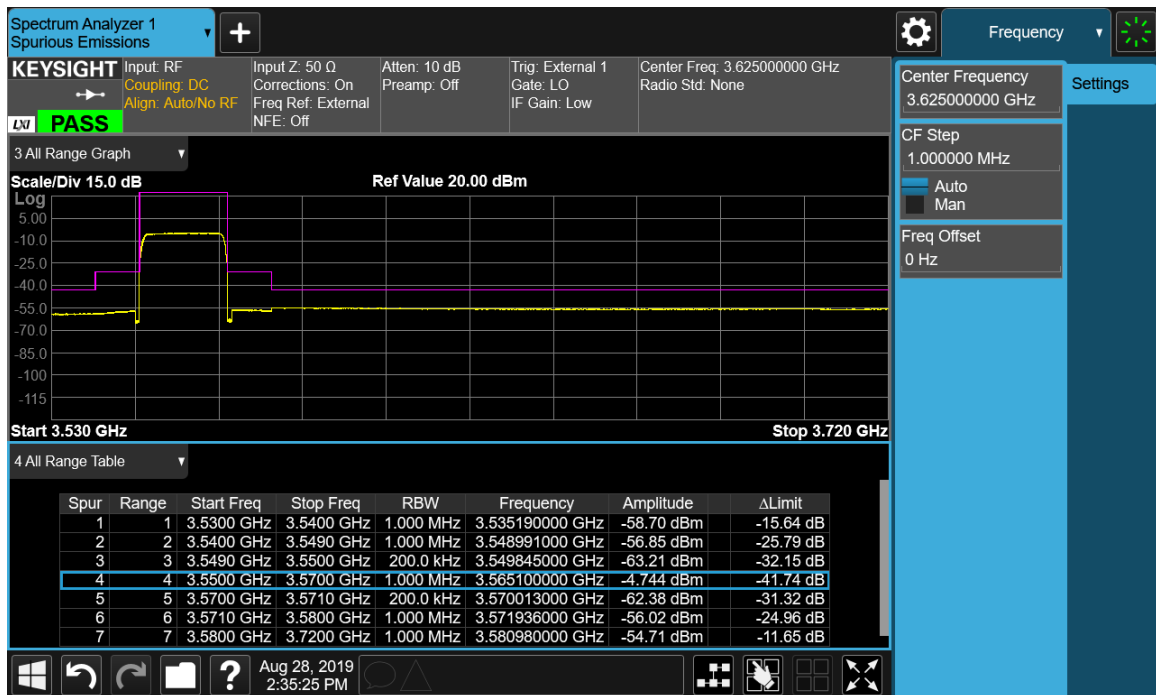 Spectrum Analyzer 1
Spurious Emissions
Frequency
KEYSIGHT
LXI PASS
Input: RF
Coupling: DC
Align: Auto/No RF
Input Z: 50 Ω
Corrections: On
Freq Ref: External
NFE: Off
Atten: 10 dB
Preamp: Off
Trig: External 1
Gate: LO
IF Gain: Low
Center Freq: 3.625000000 GHz
Radio Std: None
Center Frequency
3.625000000 GHz
Settings
CF Step
1.000000 MHz
Auto
Man
Freq Offset
0 Hz
3 All Range Graph
Scale/Div 15.0 dB Ref Value 20.00 dBm
Log
5.00
-10.0
-25.0
-40.0
-55.0
-70.0
-85.0
-100
-115
Start 3.530 GHz Stop 3.720 GHz
4 All Range Table
Spur Range Start Freq Stop Freq RBW Frequency Amplitude ΔLimit
1 1 3.5300 GHz 3.5400 GHz 1.000 MHz 3.535190000 GHz -58.70 dBm -15.64 dB
2 2 3.5400 GHz 3.5490 GHz 1.000 MHz 3.548991000 GHz -56.85 dBm -25.79 dB
3 3 3.5490 GHz 3.5500 GHz 200.0 kHz 3.549845000 GHz -63.21 dBm -32.15 dB
4 4 3.5500 GHz 3.5700 GHz 1.000 MHz 3.565100000 GHz -4.744 dBm -41.74 dB
5 5 3.5700 GHz 3.5710 GHz 200.0 kHz 3.570013000 GHz -62.38 dBm -31.32 dB
6 6 3.5710 GHz 3.5800 GHz 1.000 MHz 3.571936000 GHz -56.02 dBm -24.96 dB
7 7 3.5800 GHz 3.7200 GHz 1.000 MHz 3.580980000 GHz -54.71 dBm -11.65 dB
Aug 28, 2019
2:35:25 PM